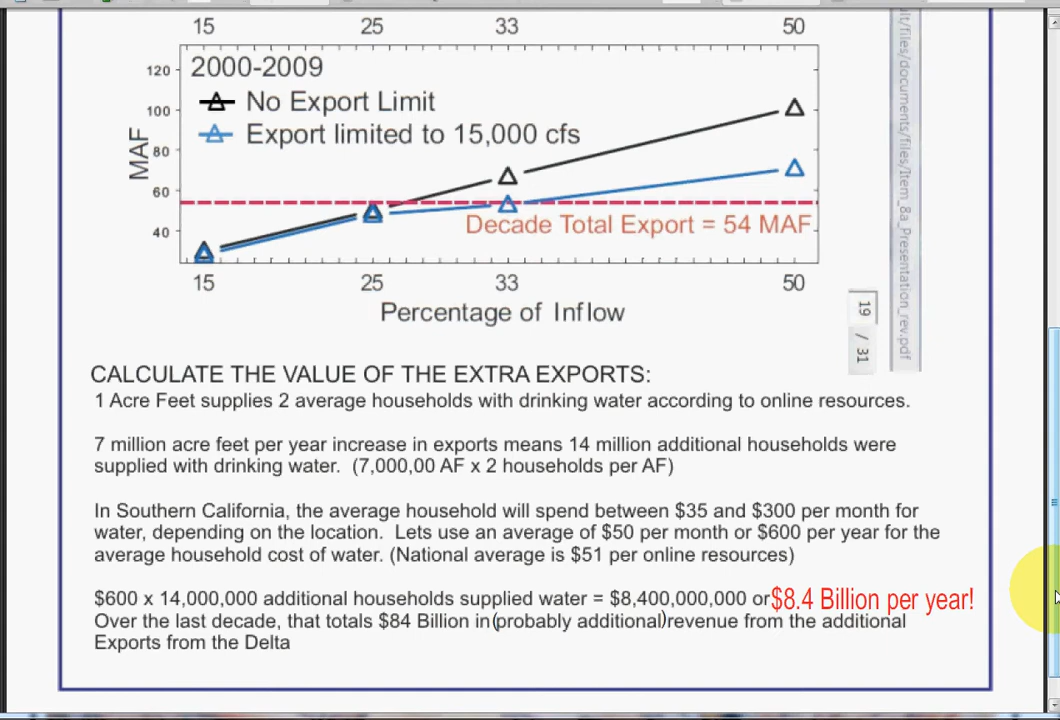 15 25 33 50
2000-2009
No Export Limit
Export limited to 15,000 cfs
120
100
80
60
40
MAF
Decade Total Export = 54 MAF
15 25 33 50
Percentage of Inflow
lt/files/documents/files/Item_8a_Presentation_rev.pdf
19 / 31
CALCULATE THE VALUE OF THE EXTRA EXPORTS:
1 Acre Feet supplies 2 average households with drinking water according to online resources.
7 million acre feet per year increase in exports means 14 million additional households were
supplied with drinking water. (7,000,00 AF x 2 households per AF)
In Southern California, the average household will spend between $35 and $300 per month for
water, depending on the location. Lets use an average of $50 per month or $600 per year for the
average household cost of water. (National average is $51 per online resources)
$600 x 14,000,000 additional households supplied water = $8,400,000,000 or $8.4 Billion per year!
Over the last decade, that totals $84 Billion in (probably additional) revenue from the additional
Exports from the Delta